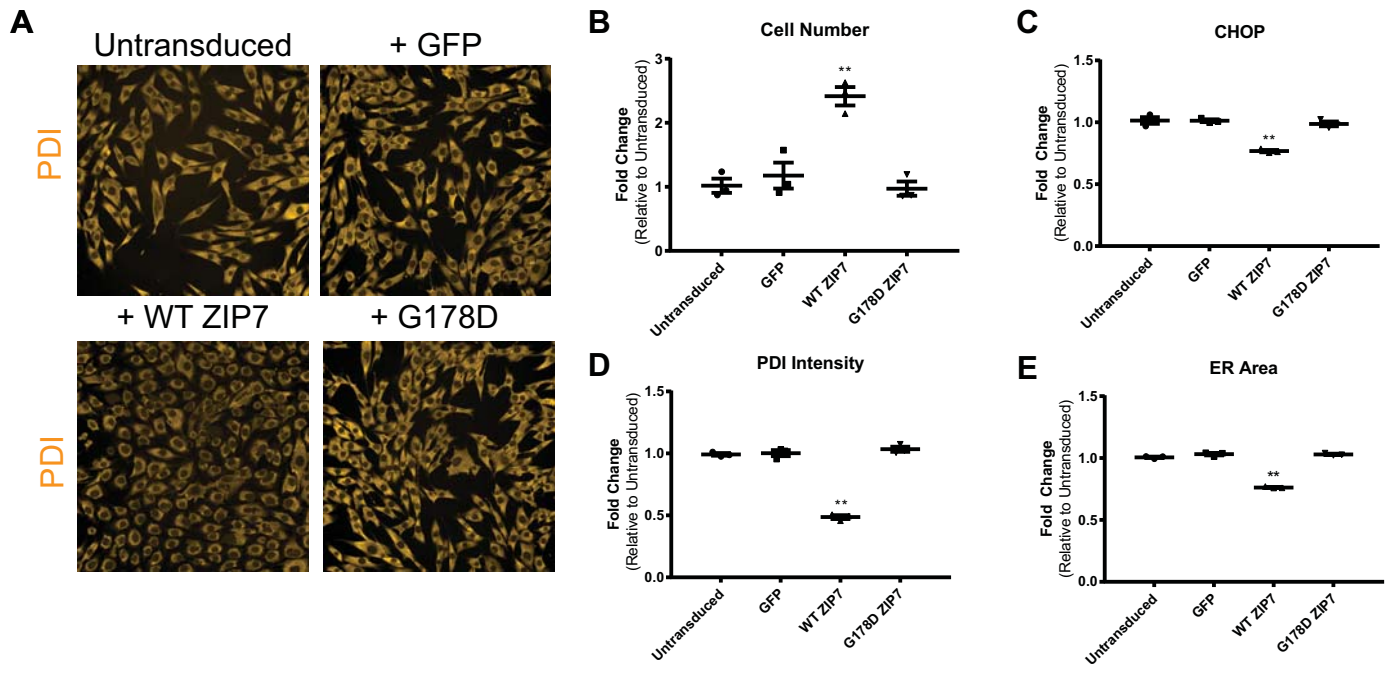 A
Untransduced
+ GFP
PDI
+ WT ZIP7
+ G178D
PDI
B
Cell Number
Fold Change
(Relative to Untransduced)
3
2
1
0
**
Untransduced
GFP
WT ZIP7
G178D ZIP7
C
CHOP
Fold Change
(Relative to Untransduced)
1.5
1.0
0.5
0.0
**
Untransduced
GFP
WT ZIP7
G178D ZIP7
D
PDI Intensity
Fold Change
(Relative to Untransduced)
1.5
1.0
0.5
0.0
**
Untransduced
GFP
WT ZIP7
G178D ZIP7
E
ER Area
Fold Change
(Relative to Untransduced)
1.5
1.0
0.5
0.0
**
Untransduced
GFP
WT ZIP7
G178D ZIP7